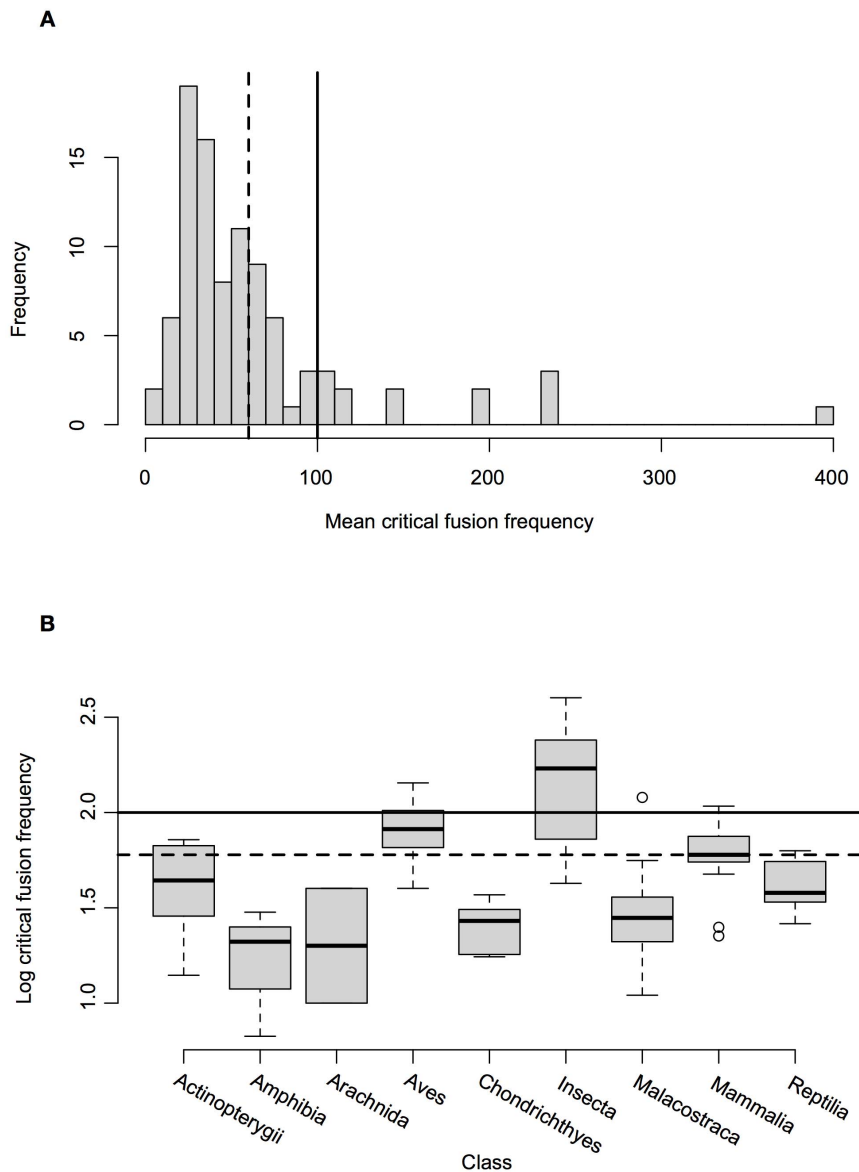 A
15
10
5
0
Frequency
0 100 200 300 400
Mean critical fusion frequency
B
2.5
2.0
1.5
1.0
Log critical fusion frequency
Actinopterygii Amphibia Arachnida Aves Chondrichthyes Insecta Malacostraca Mammalia Reptilia
Class